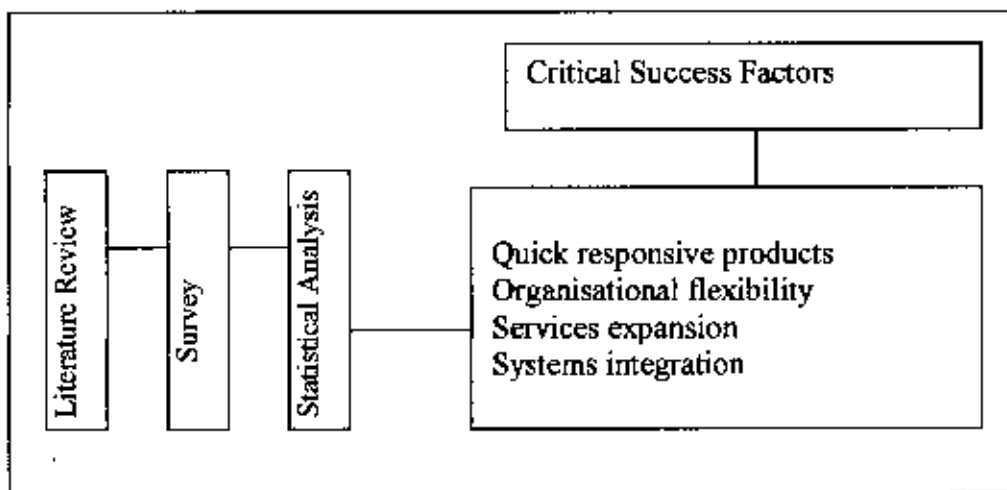 Critical Success Factors
Literature Review
Survey
Statistical Analysis
Quick responsive products
Organisational flexibility
Services expansion
Systems integration